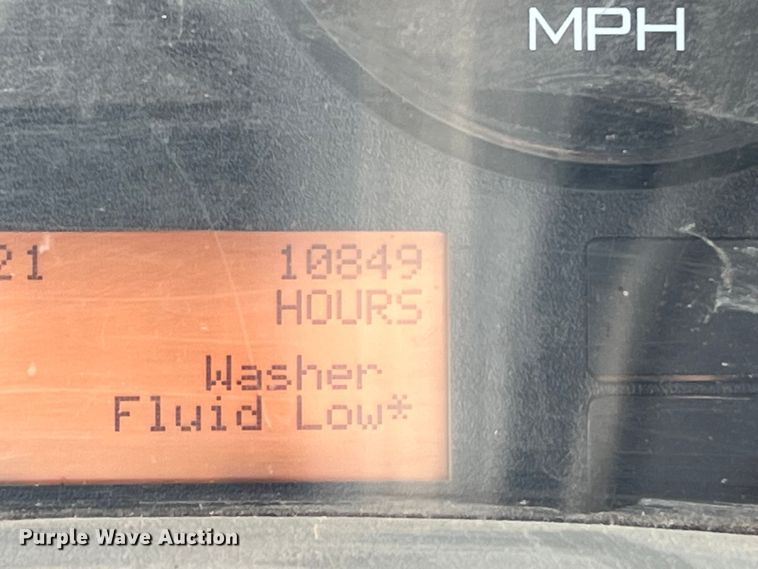 MPH
21 10849
HOURS
Washer
Fluid Low*
Purple Wave Auction